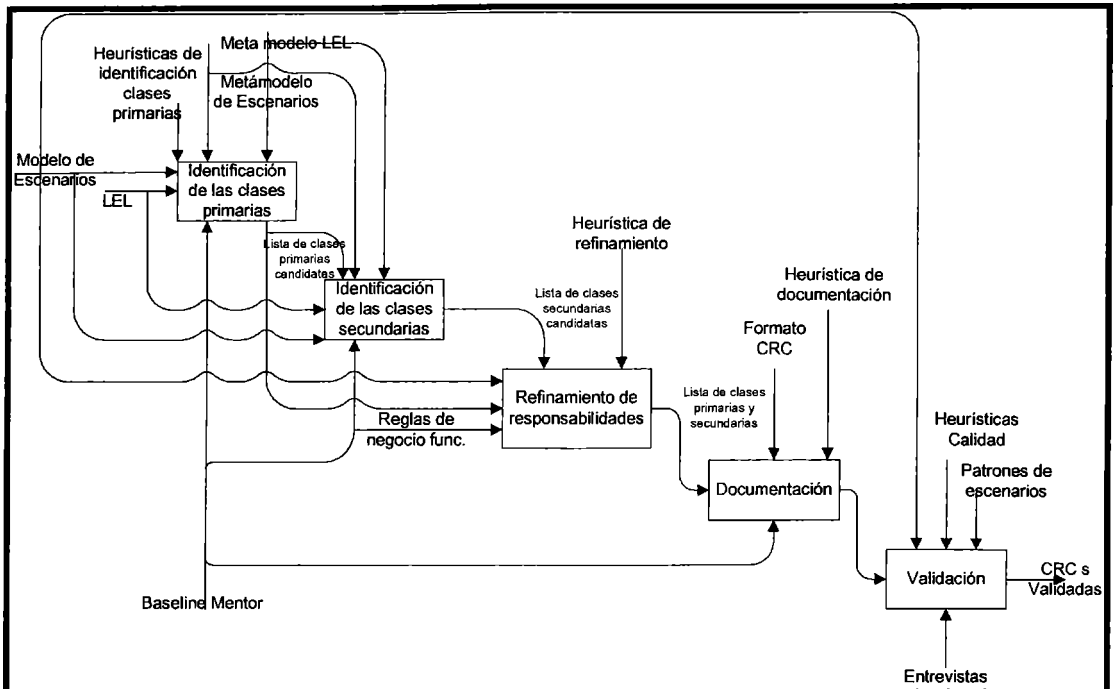 Heurísticas de
identificación
clases
primarias
Meta modelo LEL
Metámodelo
de Escenarios
Modelo de
Escenarios
LEL
Identificación
de las clases
primarias
Lista de clases
primarias
candidatas
Identificación
de las clases
secundarias
Lista de clases
secundarias
candidatas
Heurística de
refinamiento
Refinamiento de
responsabilidades
Reglas de
negocio func.
Formato
CRC
Heurística de
documentación
Lista de clases
primarias y
secundarias
Documentación
Heurísticas
Calidad
Patrones de
escenarios
Validación
CRC s
Validadas
Baseline Mentor
Entrevistas